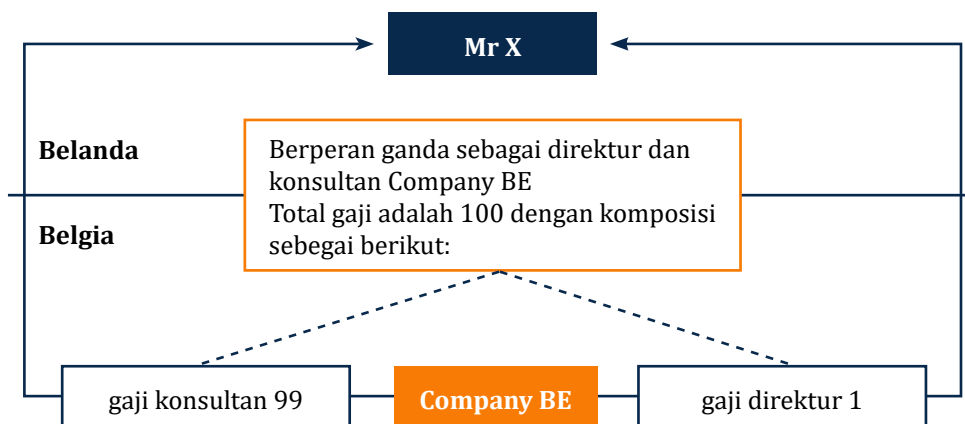 Mr X
Belanda
Berperan ganda sebagai direktur dan
konsultan Company BE
Total gaji adalah 100 dengan komposisi
sebegai berikut:
Belgia
gaji konsultan 99
Company BE
gaji direktur 1